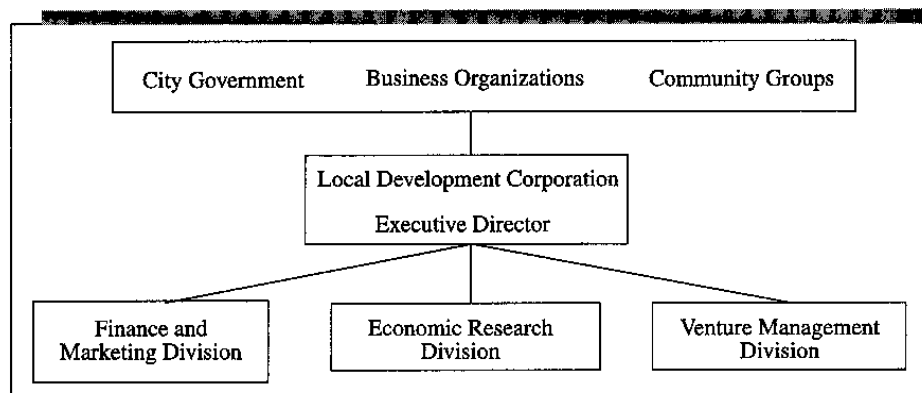 City Government Business Organizations Community Groups
Local Development Corporation
Executive Director
Finance and
Marketing Division
Economic Research
Division
Venture Management
Division